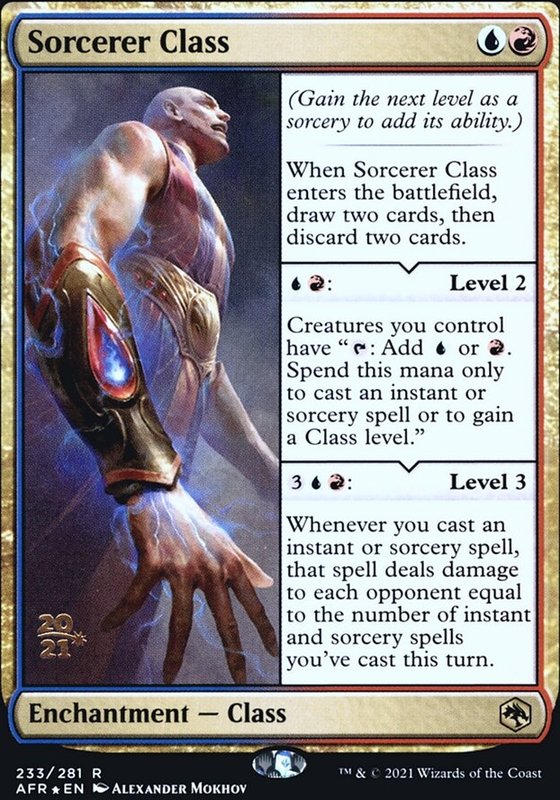 Sorcerer Class
(Gain the next level as a
sorcery to add its ability.)
When Sorcerer Class
enters the battlefield,
draw two cards, then
discard two cards.
: Level 2
Creatures you control
have “: Add or .
Spend this mana only
to cast an instant or
sorcery spell or to gain
a Class level.”
3 : Level 3
Whenever you cast an
instant or sorcery spell,
that spell deals damage
to each opponent equal
to the number of instant
and sorcery spells
you’ve cast this turn.
20
21
Enchantment — Class
233/281 R
AFR ★ EN Alexander Mokhov
™ & © 2021 Wizards of the Coast